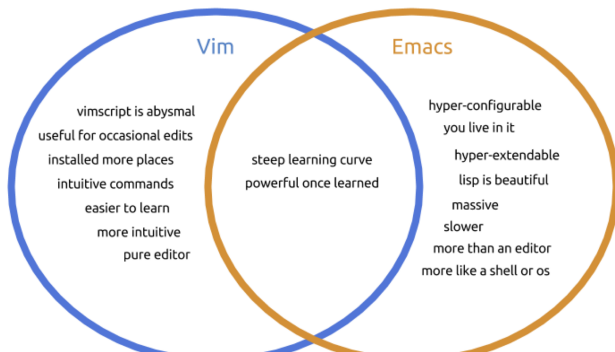 Vim
Emacs
vimscript is abysmal
useful for occasional edits
installed more places
intuitive commands
easier to learn
more intuitive
pure editor
steep learning curve
powerful once learned
hyper-configurable
you live in it
hyper-extendable
lisp is beautiful
massive
slower
more than an editor
more like a shell or os